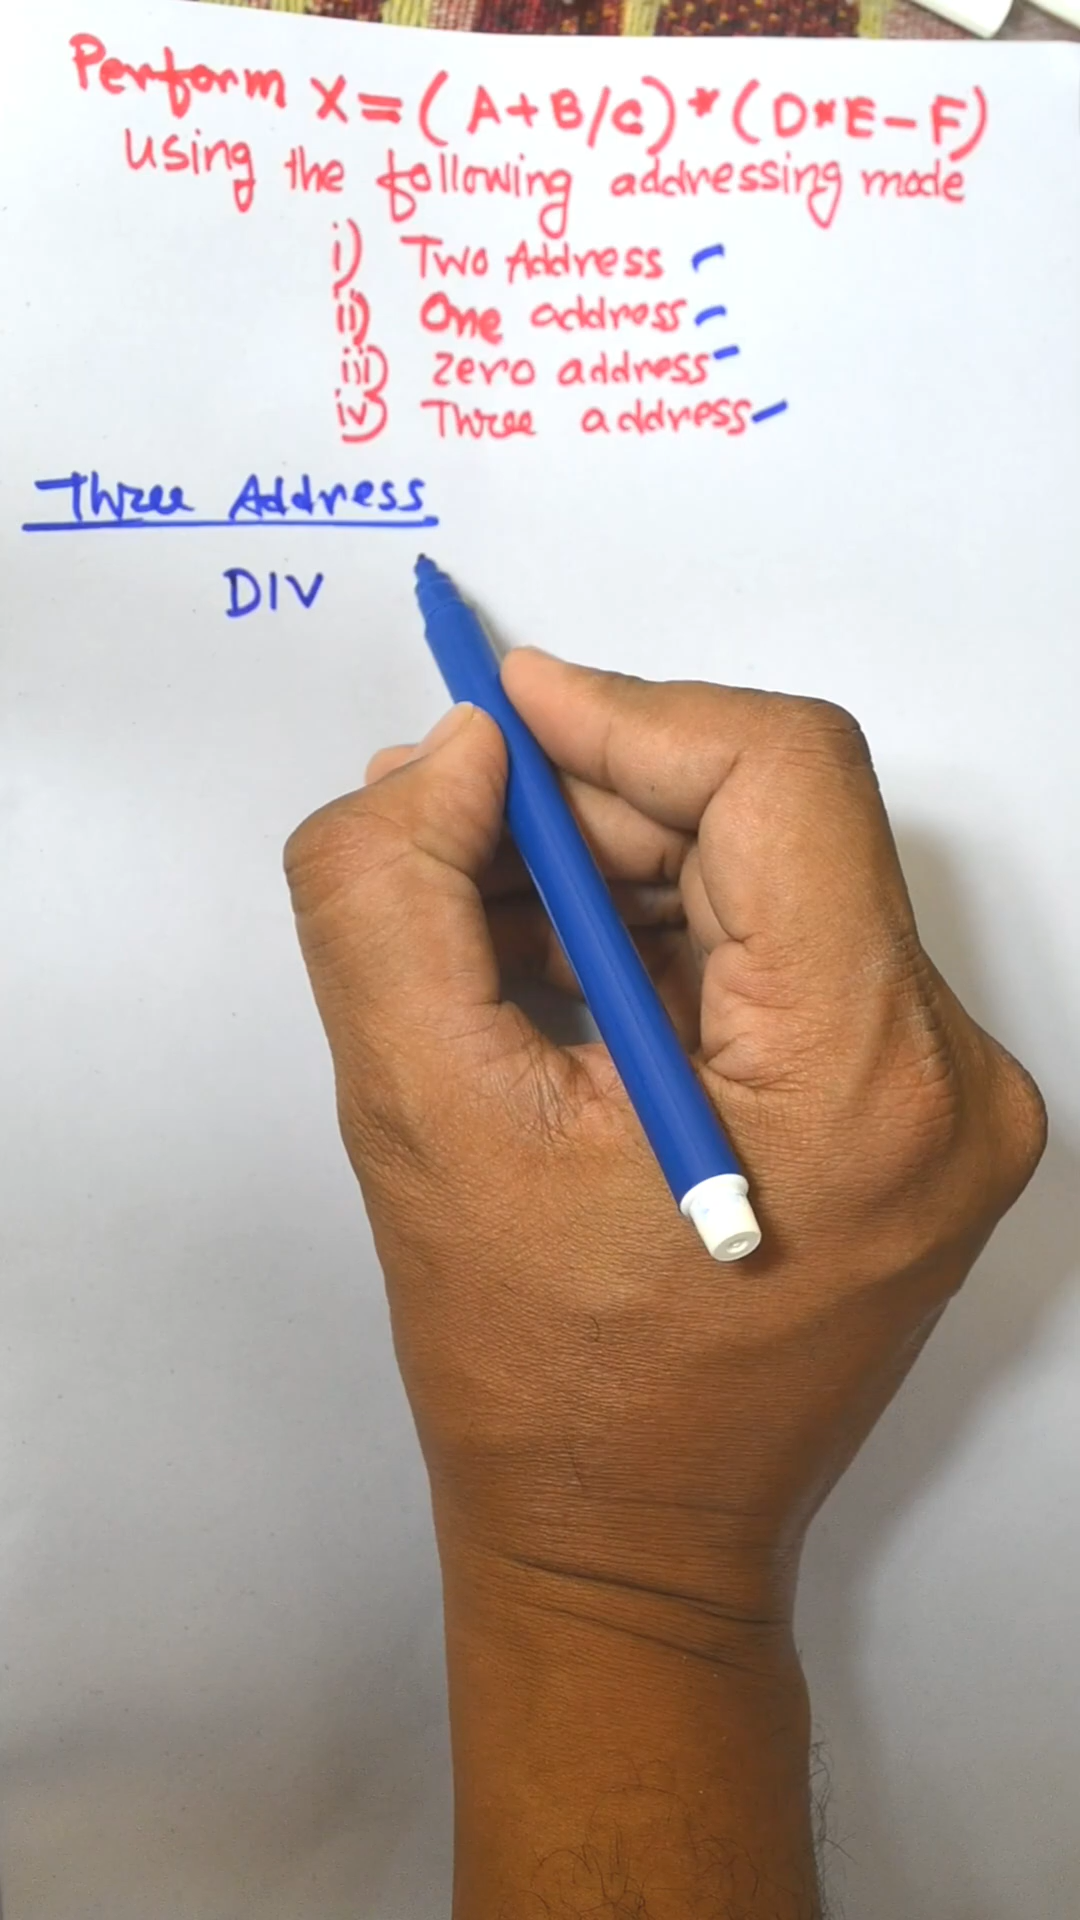 Perform X = (A+B/C)*(D*E-F)
using the following addressing mode
i) Two Address
ii) One address
iii) zero address
iv) Three address
Three Address
DIV